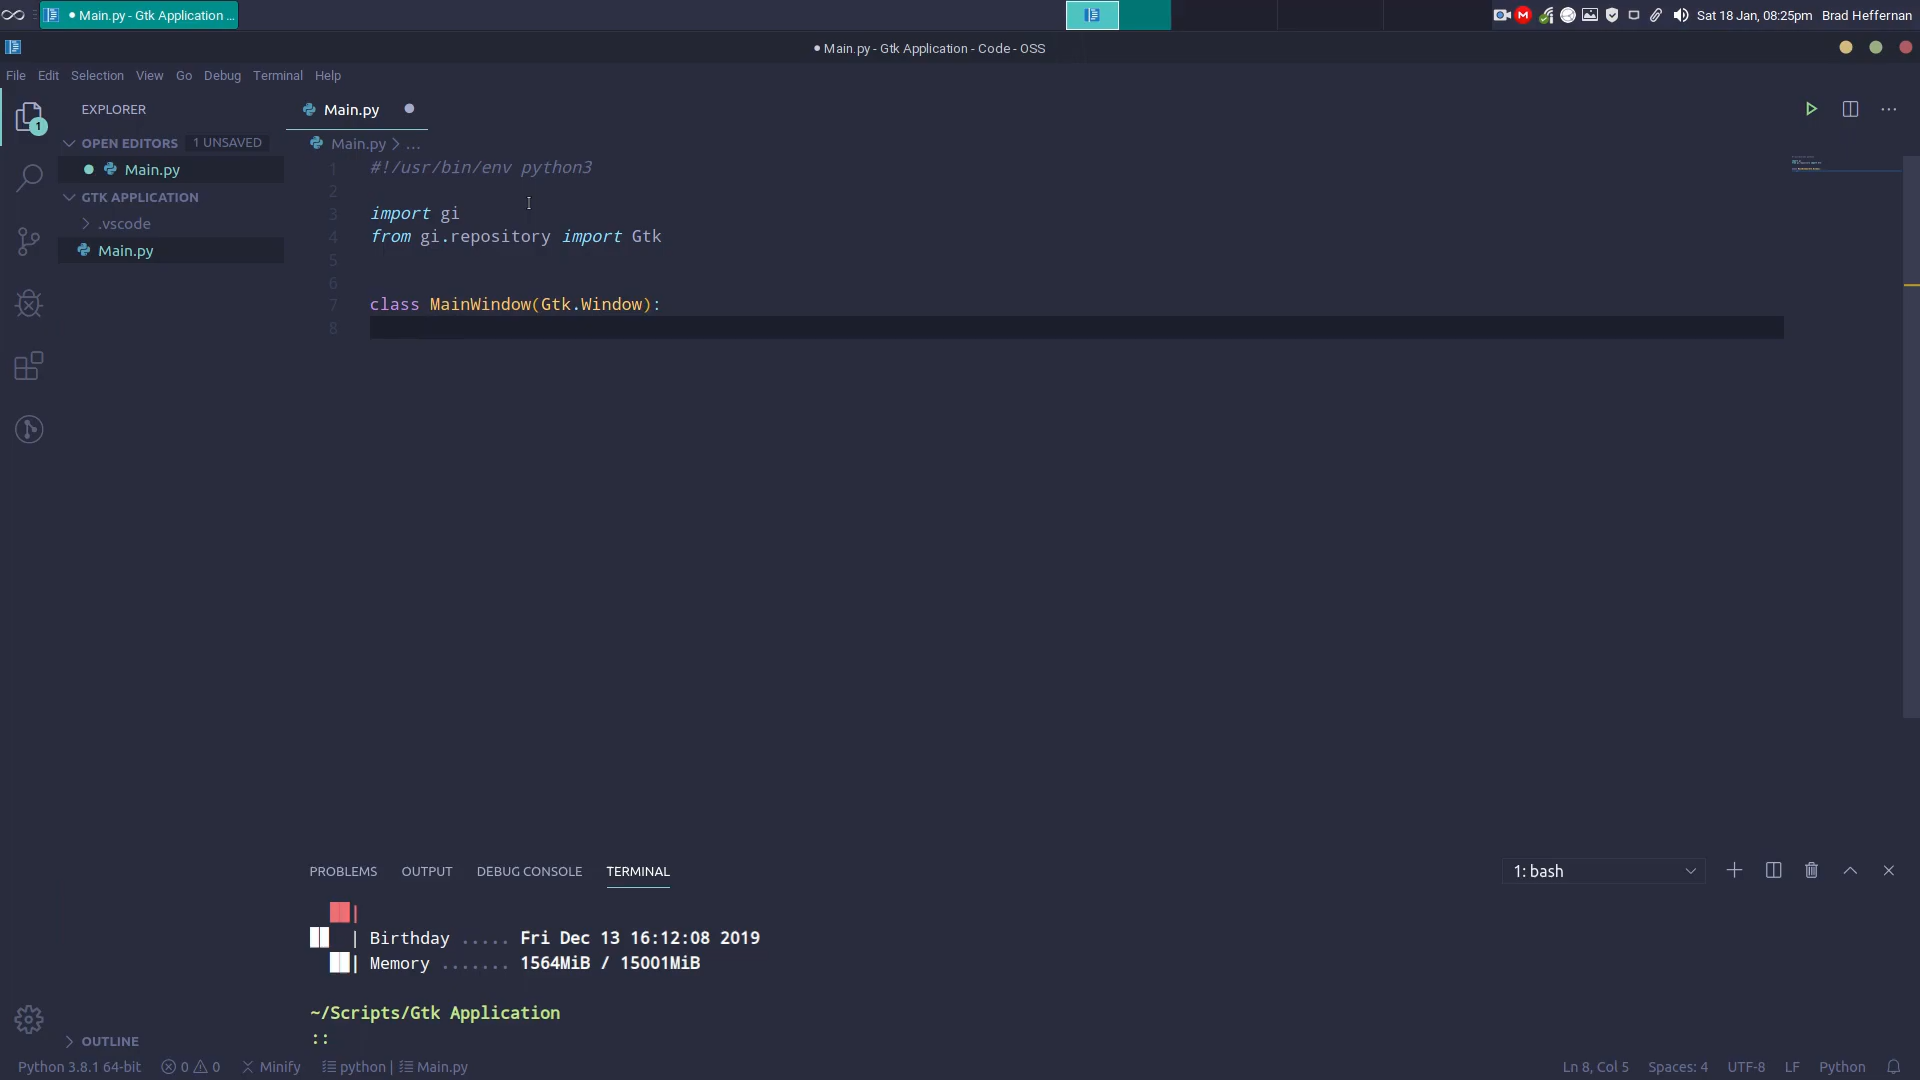 Main.py - Gtk Application ...
Sat 18 Jan, 08:25pm Brad Heffernan
Main.py - Gtk Application - Code - OSS
File Edit Selection View Go Debug Terminal Help
EXPLORER
1
OPEN EDITORS 1 UNSAVED
Main.py
GTK APPLICATION
.vscode
Main.py
OUTLINE
Main.py
Main.py > ...
1 #!/usr/bin/env python3
2
3 import gi
4 from gi.repository import Gtk
5
6
7 class MainWindow(Gtk.Window):
8
PROBLEMS OUTPUT DEBUG CONSOLE TERMINAL
1: bash
|
| Birthday ..... Fri Dec 13 16:12:08 2019
| Memory ....... 1564MiB / 15001MiB
~/Scripts/Gtk Application
::
Python 3.8.1 64-bit 0 0 Minify python | Main.py
Ln 8, Col 5 Spaces: 4 UTF-8 LF Python